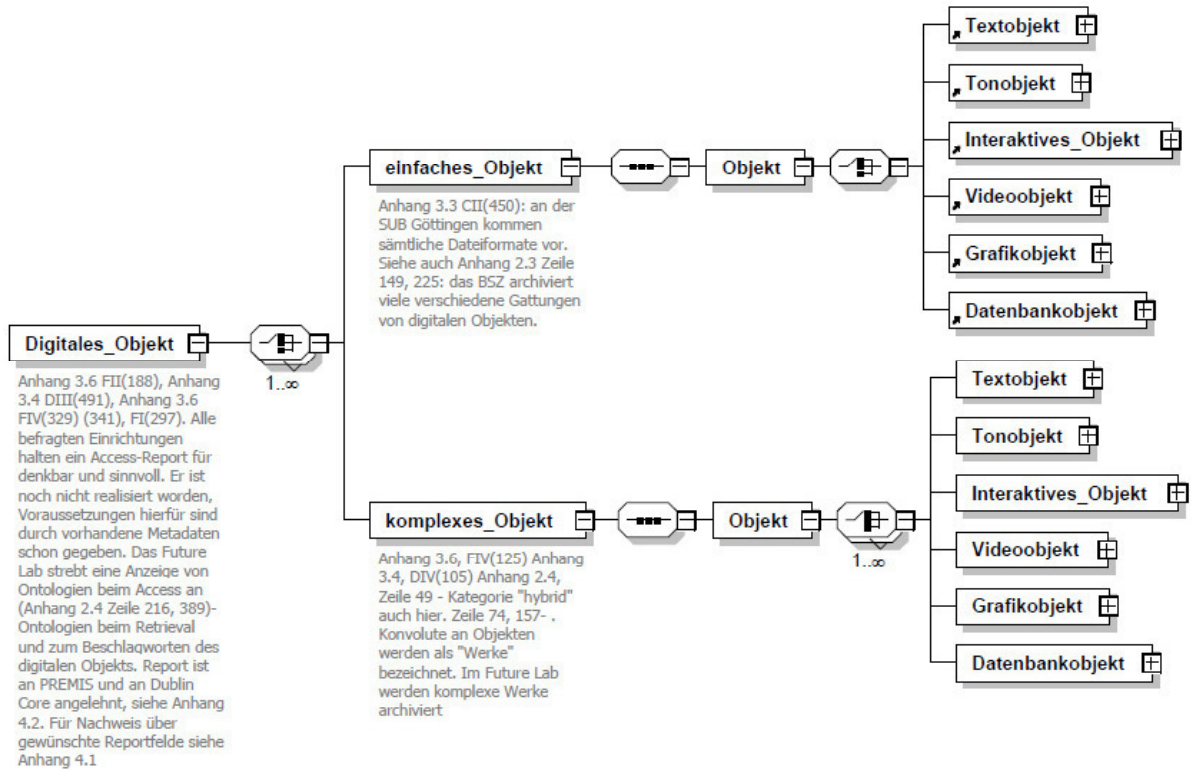 Digitales_Objekt
1..∞
Anhang 3.6 FII(188), Anhang
3.4 DIII(491), Anhang 3.6
FIV(329) (341), FI(297). Alle
befragten Einrichtungen
halten ein Access-Report für
denkbar und sinnvoll. Er ist
noch nicht realisiert worden,
Voraussetzungen hierfür sind
durch vorhandene Metadaten
schon gegeben. Das Future
Lab strebt eine Anzeige von
Ontologien beim Access an
(Anhang 2.4 Zeile 216, 389)-
Ontologien beim Retrieval
und zum Beschlagworten des
digitalen Objekts. Report ist
an PREMIS und an Dublin
Core angelehnt, siehe Anhang
4.2. Für Nachweis über
gewünschte Reportfelde siehe
Anhang 4.1
einfaches_Objekt
Anhang 3.3 CII(450): an der
SUB Göttingen kommen
sämtliche Dateiformate vor.
Siehe auch Anhang 2.3 Zeile
149, 225: das BSZ archiviert
viele verschiedene Gattungen
von digitalen Objekten.
Objekt
Textobjekt
Tonobjekt
Interaktives_Objekt
Videoobjekt
Grafikobjekt
Datenbankobjekt
komplexes_Objekt
Anhang 3.6, FIV(125) Anhang
3.4, DIV(105) Anhang 2.4,
Zeile 49 - Kategorie "hybrid"
auch hier. Zeile 74, 157- .
Konvolute an Objekten
werden als "Werke"
bezeichnet. Im Future Lab
werden komplexe Werke
archiviert
Objekt
1..∞
Textobjekt
Tonobjekt
Interaktives_Objekt
Videoobjekt
Grafikobjekt
Datenbankobjekt